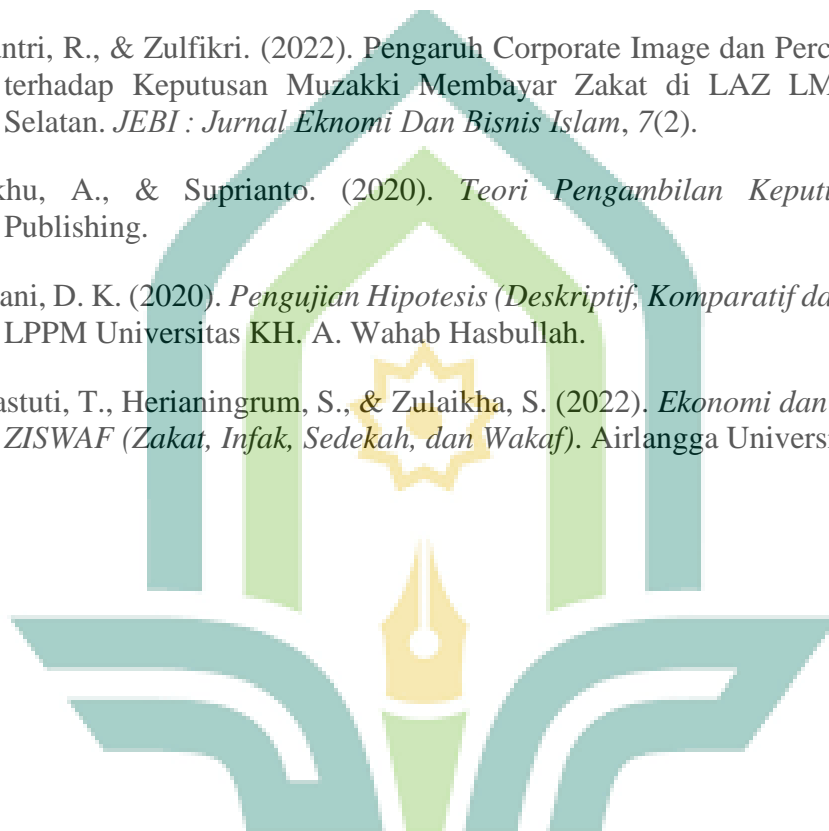 ntri, R., & Zulfikri. (2022). Pengaruh Corporate Image dan Perc
terhadap Keputusan Muzakki Membayar Zakat di LAZ LM
Selatan. JEBI : Jurnal Eknomi Dan Bisnis Islam, 7(2).
khu, A., & Suprianto. (2020). Teori Pengambilan Keputu
Publishing.
ani, D. K. (2020). Pengujian Hipotesis (Deskriptif, Komparatif da
LPPM Universitas KH. A. Wahab Hasbullah.
astuti, T., Herianingrum, S., & Zulaikha, S. (2022). Ekonomi dan
ZISWAF (Zakat, Infak, Sedekah, dan Wakaf). Airlangga Universi